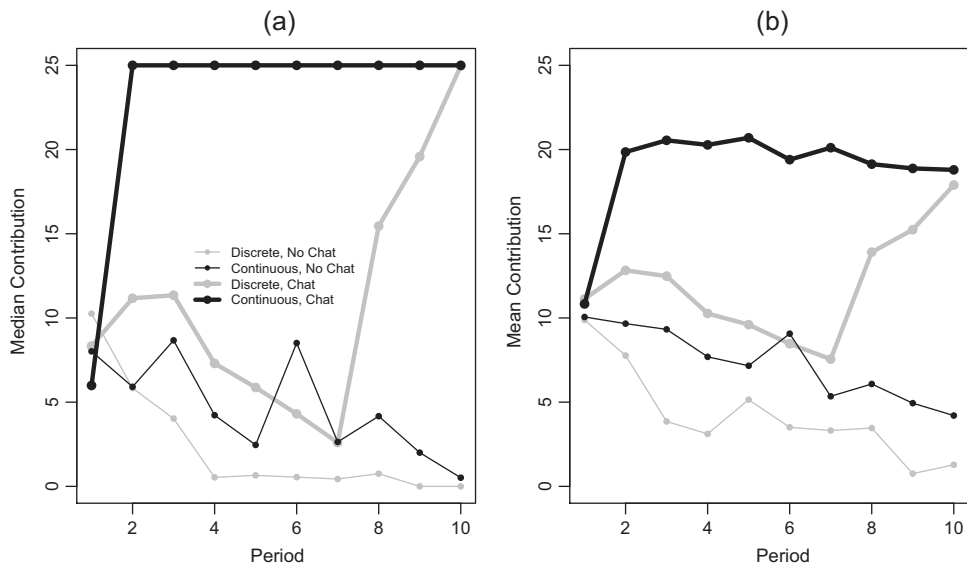 (a)
Median Contribution
25
20
15
10
5
0
Discrete, No Chat
Continuous, No Chat
Discrete, Chat
Continuous, Chat
2 4 6 8 10
Period
(b)
Mean Contribution
25
20
15
10
5
0
2 4 6 8 10
Period